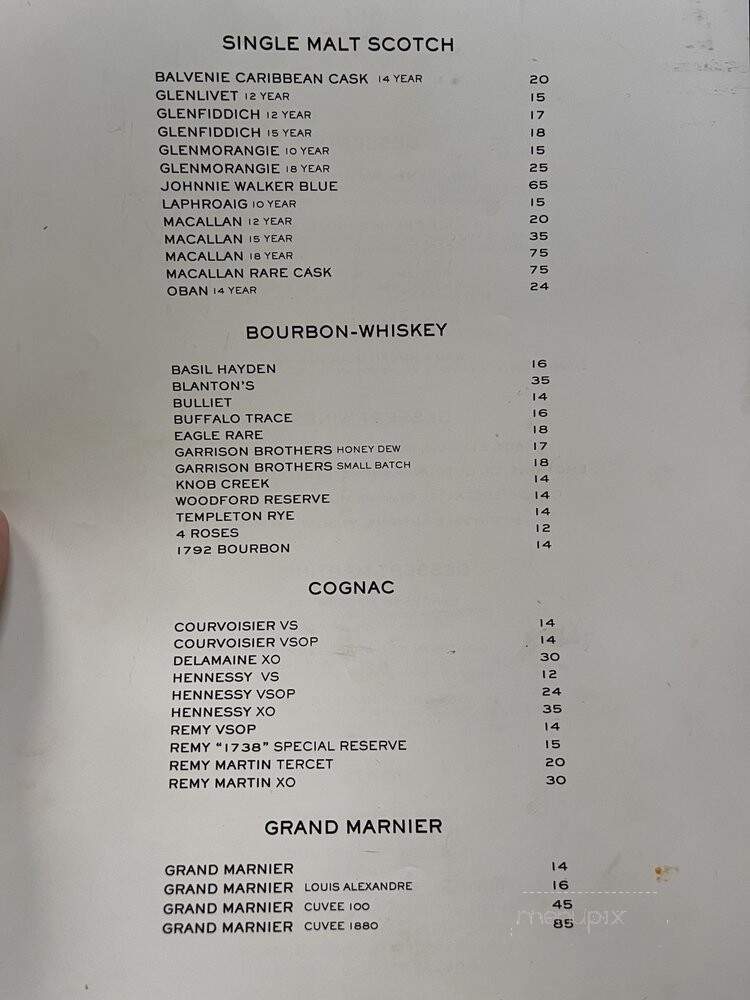 SINGLE MALT SCOTCH
BALVENIE CARIBBEAN CASK 14 YEAR 20
GLENLIVET 12 YEAR 15
GLENFIDDICH 12 YEAR 17
GLENFIDDICH 15 YEAR 18
GLENMORANGIE 10 YEAR 15
GLENMORANGIE 18 YEAR 25
JOHNNIE WALKER BLUE 65
LAPHROAIG 10 YEAR 15
MACALLAN 12 YEAR 20
MACALLAN 15 YEAR 35
MACALLAN 18 YEAR 75
MACALLAN RARE CASK 75
OBAN 14 YEAR 24
BOURBON-WHISKEY
BASIL HAYDEN 16
BLANTON'S 35
BULLIET 14
BUFFALO TRACE 16
EAGLE RARE 18
GARRISON BROTHERS HONEY DEW 17
GARRISON BROTHERS SMALL BATCH 18
KNOB CREEK 14
WOODFORD RESERVE 14
TEMPLETON RYE 14
4 ROSES 12
1792 BOURBON 14
COGNAC
COURVOISIER VS 14
COURVOISIER VSOP 14
DELAMAINE XO 30
HENNESSY VS 12
HENNESSY VSOP 24
HENNESSY XO 35
REMY VSOP 14
REMY "1738" SPECIAL RESERVE 15
REMY MARTIN TERCET 20
REMY MARTIN XO 30
GRAND MARNIER
GRAND MARNIER 14
GRAND MARNIER LOUIS ALEXANDRE 16
GRAND MARNIER CUVEE 100 45
GRAND MARNIER CUVEE 1880 85
menupix